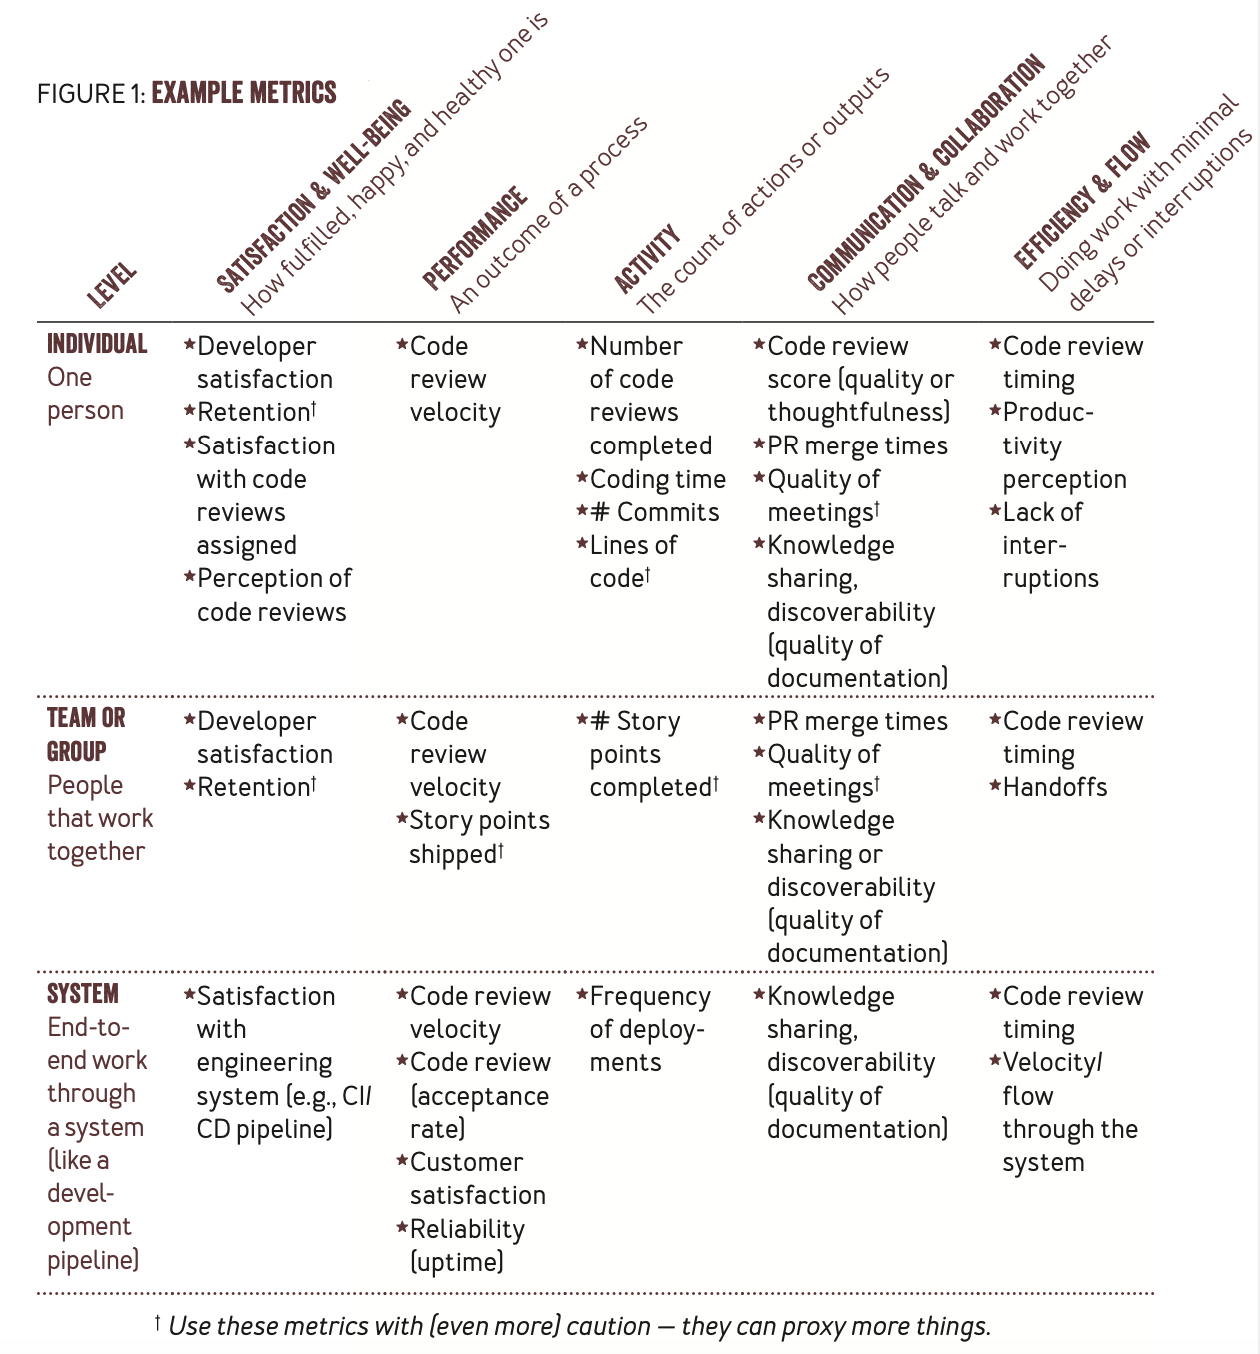 FIGURE 1: EXAMPLE METRICS
LEVEL
SATISFACTION & WELL-BEING
How fulfilled, happy, and healthy one is
PERFORMANCE
An outcome of a process
ACTIVITY
The count of actions or outputs
COMMUNICATION & COLLABORATION
How people talk and work together
EFFICIENCY & FLOW
Doing work with minimal
delays or interruptions
INDIVIDUAL
One
person
★Developer
satisfaction
★Retention†
★Satisfaction
with code
reviews
assigned
★Perception of
code reviews
★Code
review
velocity
★Number
of code
reviews
completed
★Coding time
★# Commits
★Lines of
code†
★Code review
score (quality or
thoughtfulness)
★PR merge times
★Quality of
meetings†
★Knowledge
sharing,
discoverability
(quality of
documentation)
★Code review
timing
★Produc-
tivity
perception
★Lack of
inter-
ruptions
TEAM OR
GROUP
People
that work
together
★Developer
satisfaction
★Retention†
★Code
review
velocity
★Story points
shipped†
★# Story
points
completed†
★PR merge times
★Quality of
meetings†
★Knowledge
sharing or
discoverability
(quality of
documentation)
★Code review
timing
★Handoffs
SYSTEM
End-to-
end work
through
a system
(like a
devel-
opment
pipeline)
★Satisfaction
with
engineering
system (e.g., CI/
CD pipeline)
★Code review
velocity
★Code review
(acceptance
rate)
★Customer
satisfaction
★Reliability
(uptime)
★Frequency
of deploy-
ments
★Knowledge
sharing,
discoverability
(quality of
documentation)
★Code review
timing
★Velocity/
flow
through the
system
† Use these metrics with (even more) caution — they can proxy more things.